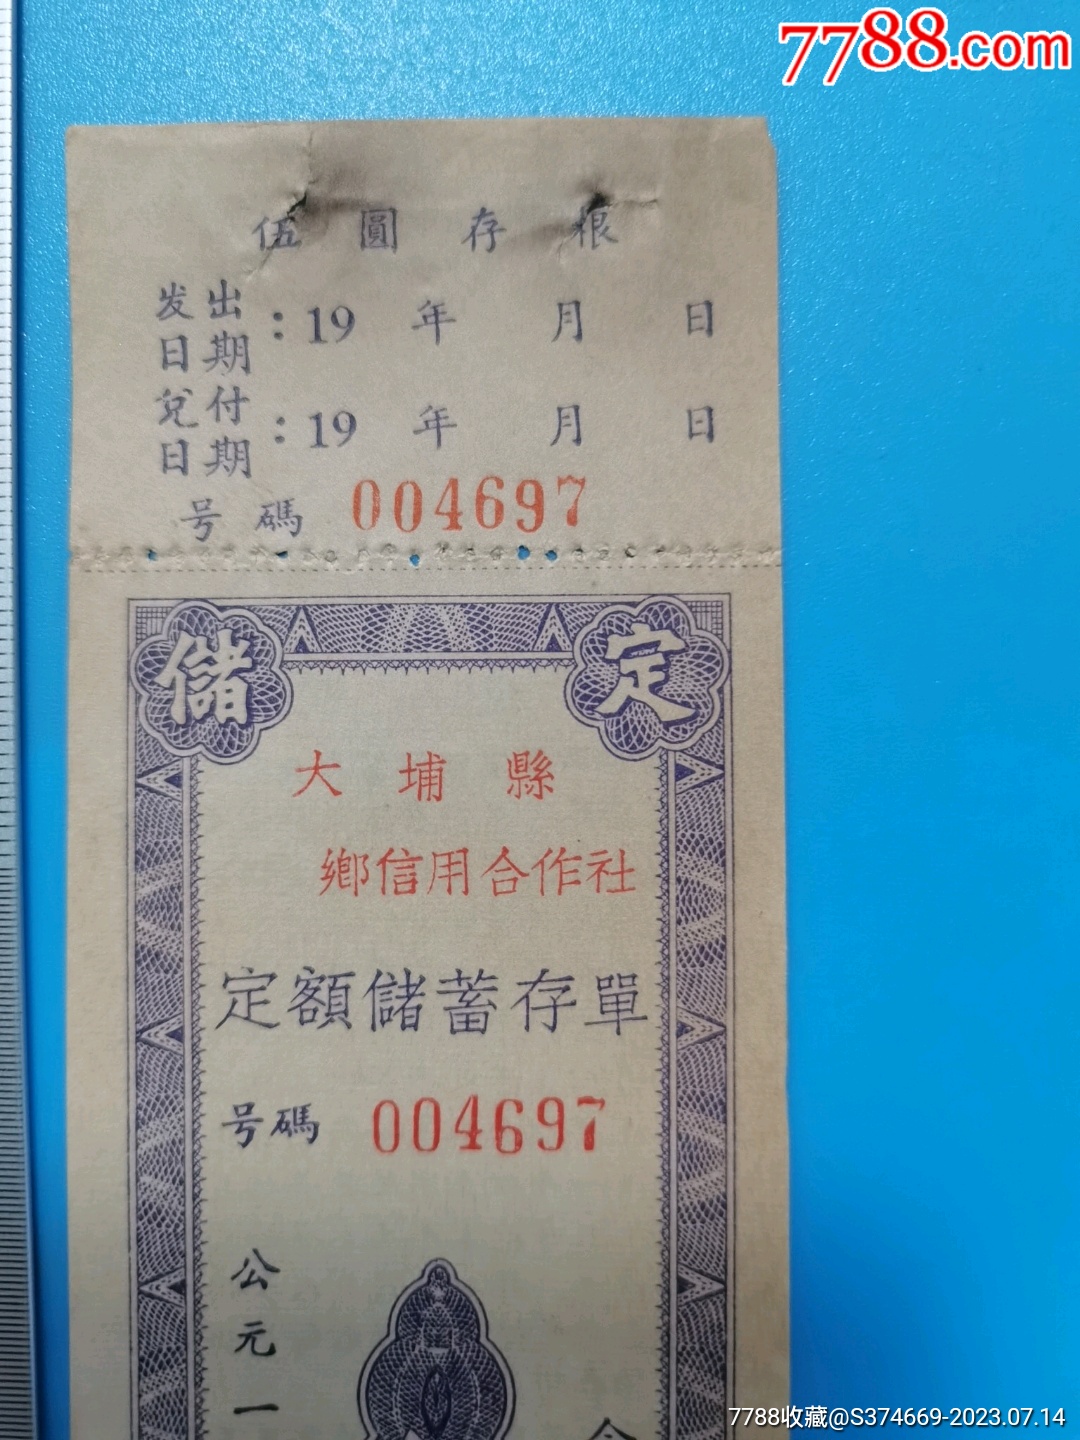 7788.com
伍圓存根
发出日期：19 年 月 日
兌付日期：19 年 月 日
号碼 004697
儲 定
大埔縣
鄉信用合作社
定額儲蓄存單
号碼 004697
公元一
7788收藏@S374669-2023.07.14